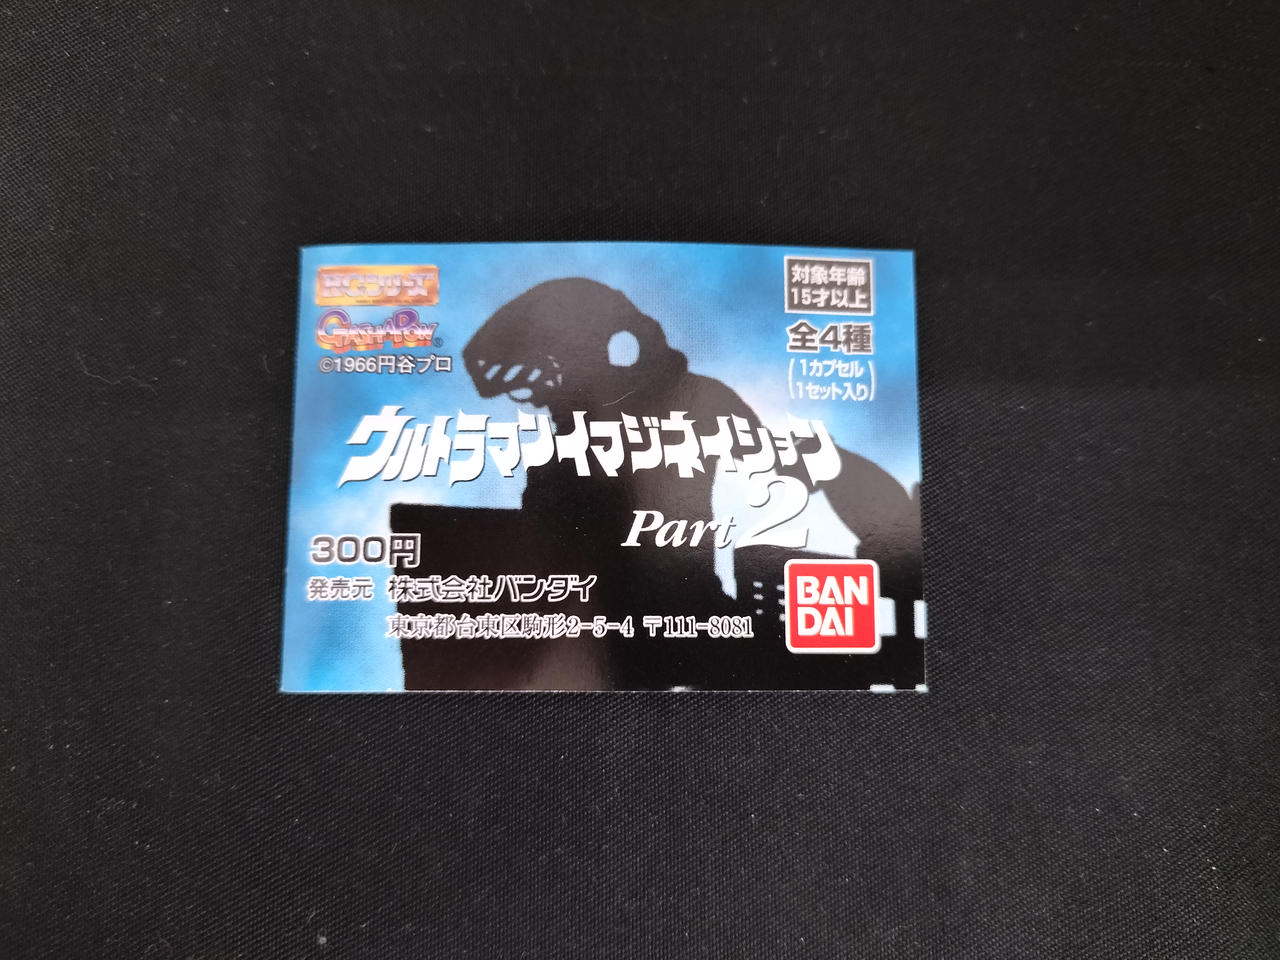 HGシリーズ
GASHAPON®
©1966円谷プロ
対象年齢
15才以上
全4種
(1カプセル
1セット入り)
ウルトラマンイマジネイション
Part2
300円
発売元 株式会社バンダイ
東京都台東区駒形2-5-4 〒111-8081
BAN
DAI